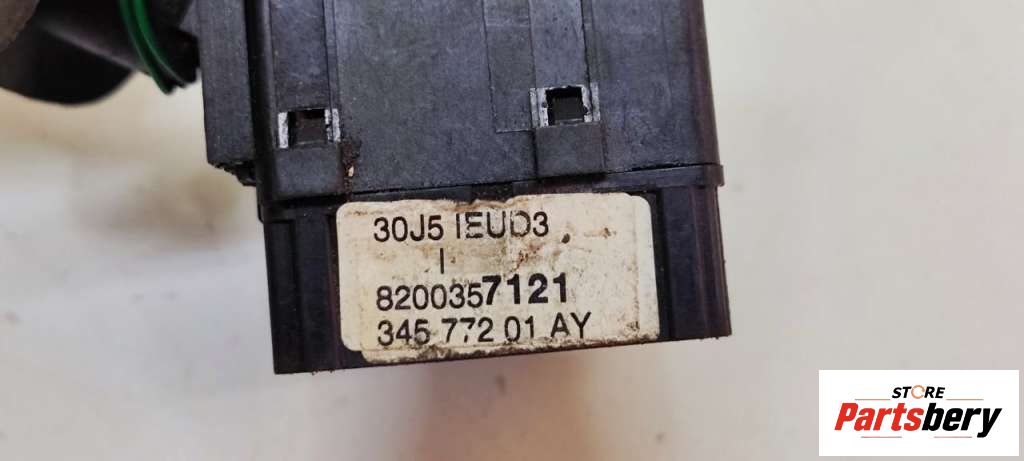 30J5 IEUD3
I
8200357121
345 772 01 AY
STORE
Partsbery